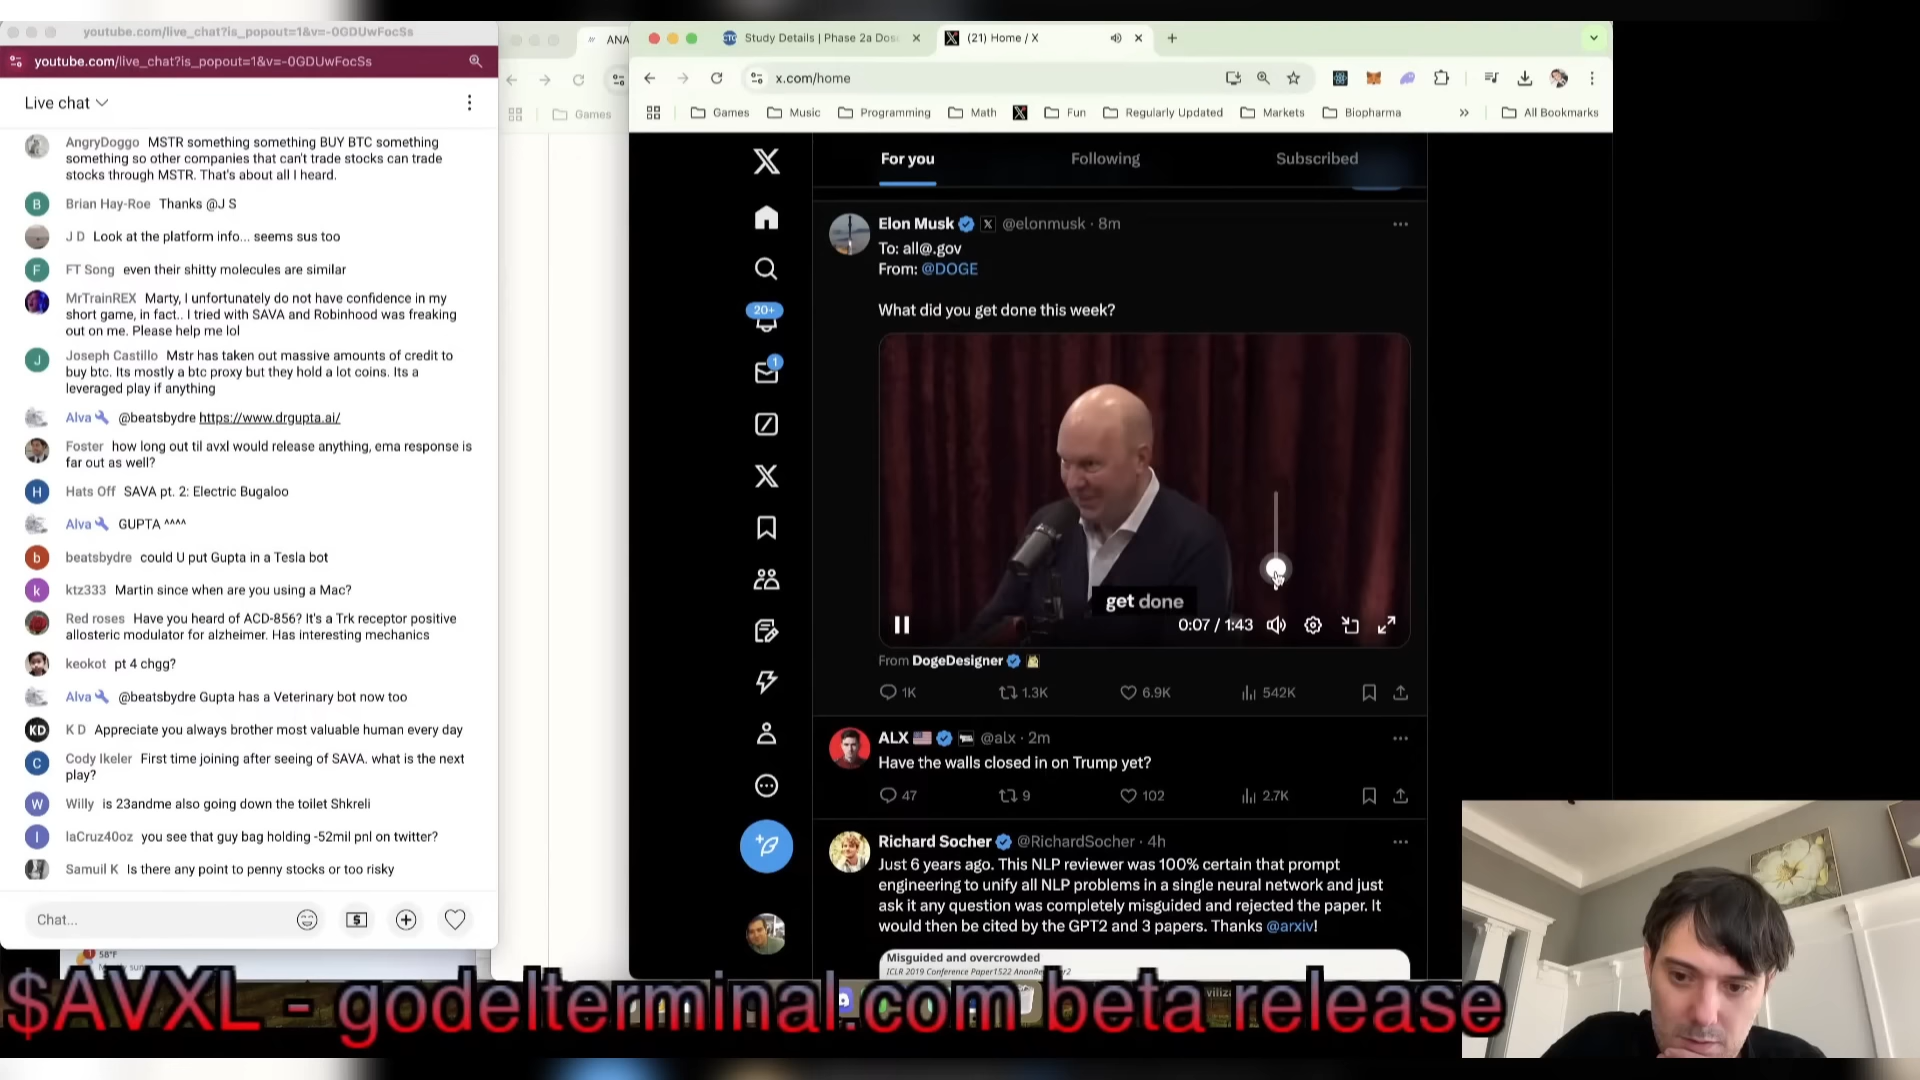 youtube.com/live_chat?is_popout=1&v=-0GDUwFocSs
youtube.com/live_chat?is_popout=1&v=-0GDUwFocSs
Live chat
AngryDoggo MSTR something something BUY BTC something
something so other companies that can't trade stocks can trade
stocks through MSTR. That's about all I heard.
B
Brian Hay-Roe Thanks @J S
J D Look at the platform info... seems sus too
F
FT Song even their shitty molecules are similar
MrTrainREX Marty, I unfortunately do not have confidence in my
short game, in fact.. I tried with SAVA and Robinhood was freaking
out on me. Please help me lol
J
Joseph Castillo Mstr has taken out massive amounts of credit to
buy btc. Its mostly a btc proxy but they hold a lot coins. Its a
leveraged play if anything
Alva @beatsbydre https://www.drgupta.ai/
Foster how long out til avxl would release anything, ema response is
far out as well?
H
Hats Off SAVA pt. 2: Electric Bugaloo
Alva GUPTA ^^^^
b
beatsbydre could U put Gupta in a Tesla bot
k
ktz333 Martin since when are you using a Mac?
Red roses Have you heard of ACD-856? It's a Trk receptor positive
allosteric modulator for alzheimer. Has interesting mechanics
keokot pt 4 chgg?
Alva @beatsbydre Gupta has a Veterinary bot now too
KD
K D Appreciate you always brother most valuable human every day
C
Cody Ikeler First time joining after seeing of SAVA. what is the next
play?
W
Willy is 23andme also going down the toilet Shkreli
l
laCruz40oz you see that guy bag holding -52mil pnl on twitter?
Samuil K Is there any point to penny stocks or too risky
Chat...
58°F
ANA
Games
CTG
Study Details | Phase 2a Dos
(21) Home / X
x.com/home
Games
Music
Programming
Math
Fun
Regularly Updated
Markets
Biopharma
»
All Bookmarks
20+
1
For you
Following
Subscribed
Elon Musk @elonmusk · 8m
To: all@.gov
From: @DOGE
What did you get done this week?
get done
0:07 / 1:43
From DogeDesigner
1K
1.3K
6.9K
542K
ALX @alx · 2m
Have the walls closed in on Trump yet?
47
9
102
2.7K
Richard Socher @RichardSocher · 4h
Just 6 years ago. This NLP reviewer was 100% certain that prompt
engineering to unify all NLP problems in a single neural network and just
ask it any question was completely misguided and rejected the paper. It
would then be cited by the GPT2 and 3 papers. Thanks @arxiv!
Misguided and overcrowded
ICLR 2019 Conference Paper1522
$AVXL - godelterminal.com beta release